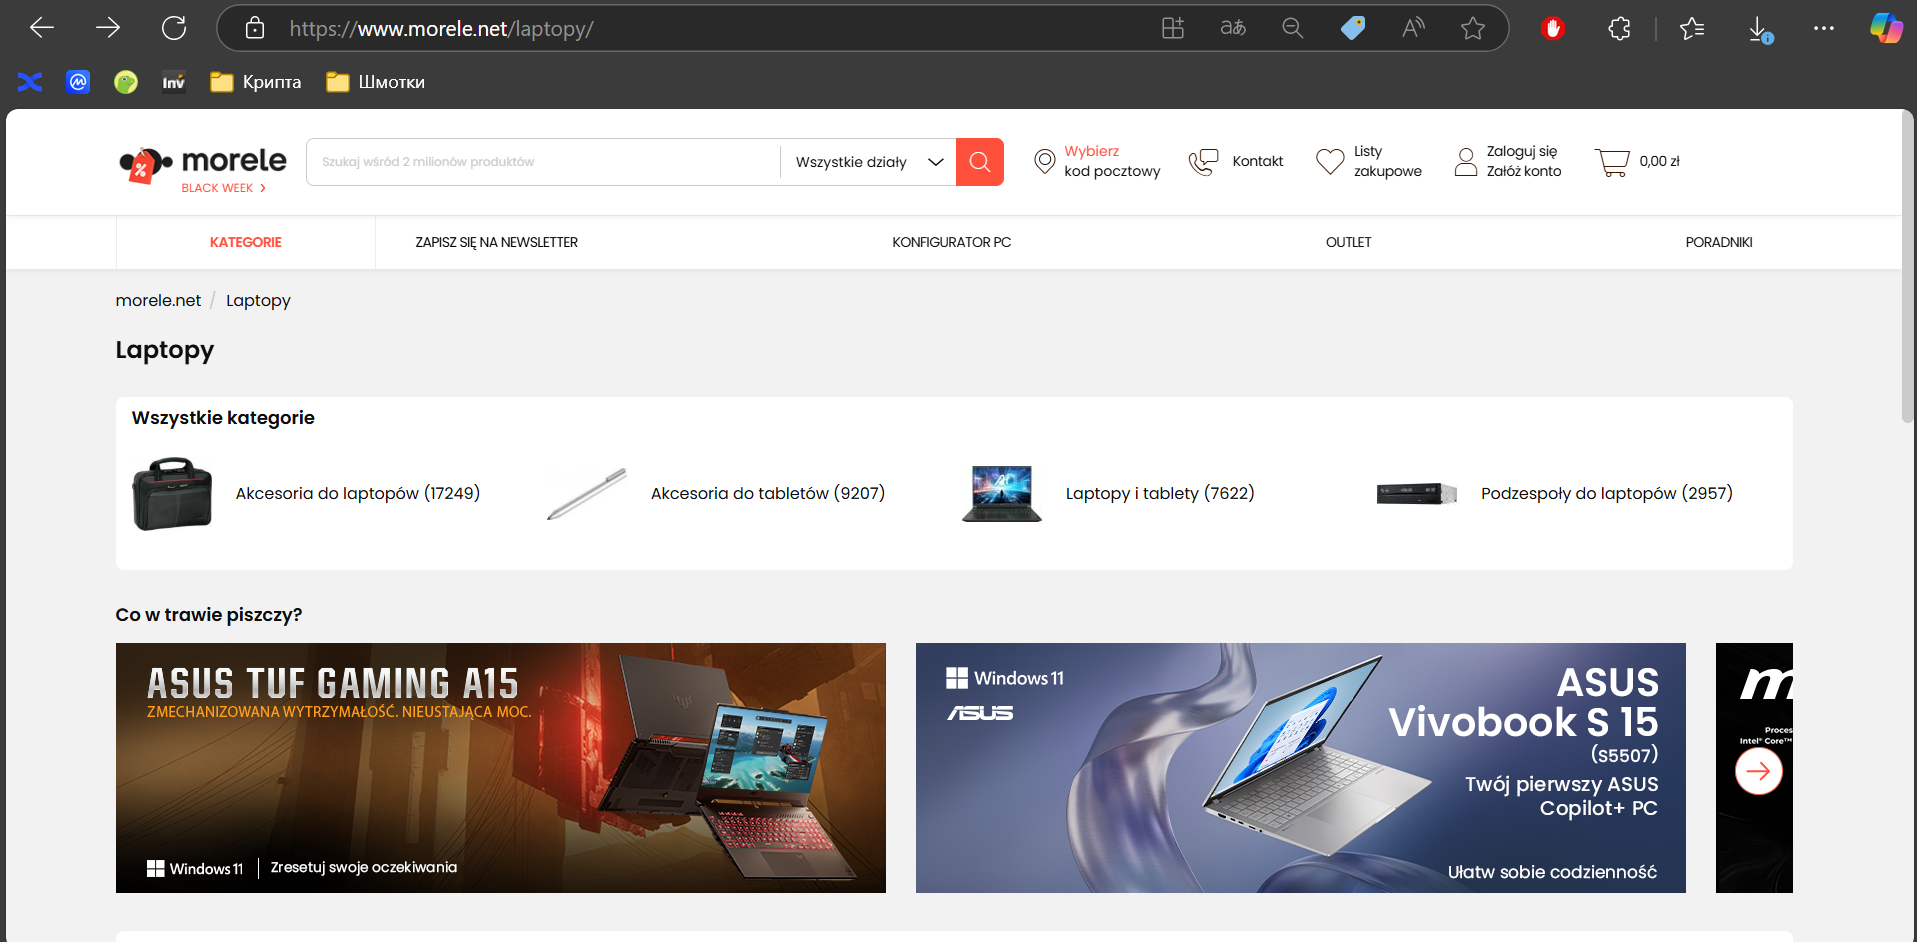 https://www.morele.net/laptopy/
Inv
Крипта
Шмотки
morele
BLACK WEEK
Szukaj wśród 2 milionów produktów
Wszystkie działy
Wybierz
kod pocztowy
Kontakt
Listy
zakupowe
Zaloguj się
Załóż konto
0,00 zł
KATEGORIE
ZAPISZ SIĘ NA NEWSLETTER
KONFIGURATOR PC
OUTLET
PORADNIKI
morele.net / Laptopy
Laptopy
Wszystkie kategorie
Akcesoria do laptopów (17249)
Akcesoria do tabletów (9207)
Laptopy i tablety (7622)
Podzespoły do laptopów (2957)
Co w trawie piszczy?
ASUS TUF GAMING A15
ZMECHANIZOWANA WYTRZYMAŁOŚĆ. NIEUSTAJĄCA MOC.
Windows 11
Zresetuj swoje oczekiwania
Windows 11
ASUS
ASUS
Vivobook S 15
(S5507)
Twój pierwszy ASUS
Copilot+ PC
Ułatw sobie codzienność
Proces
Intel® Core™